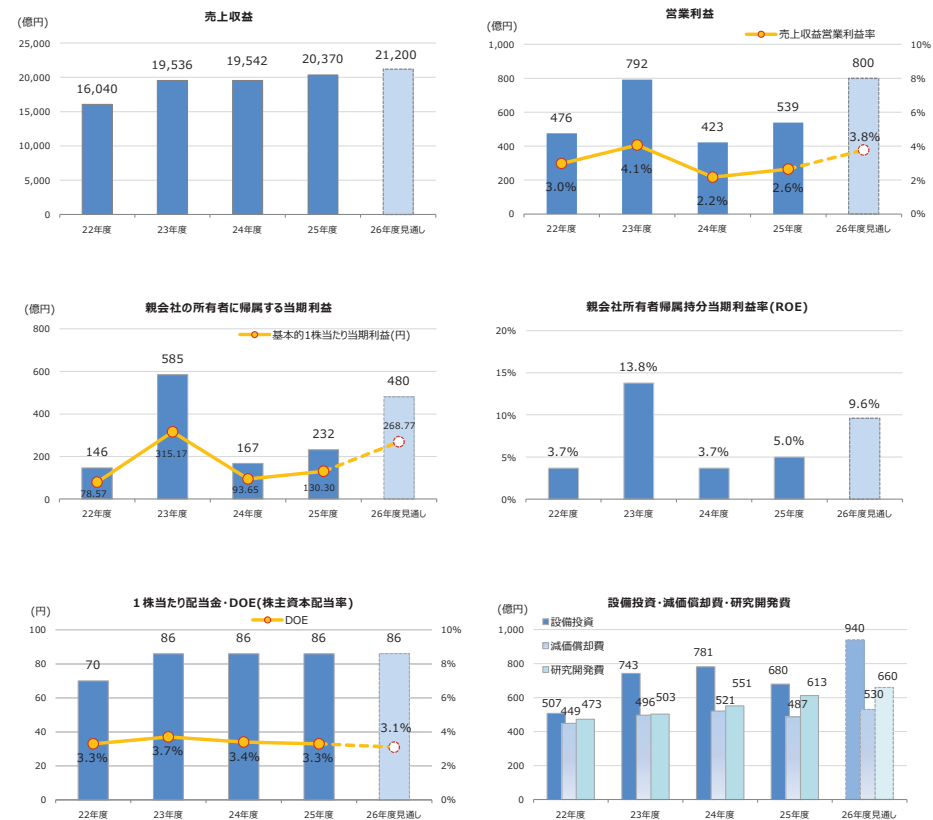 売上収益
(億円)
25,000
20,000
15,000
10,000
5,000
0
16,040
19,536
19,542
20,370
21,200
22年度
23年度
24年度
25年度
26年度見通し
営業利益
(億円)
売上収益営業利益率
1,000
800
600
400
200
0
10%
8%
6%
4%
2%
0%
476
792
423
539
800
3.0%
4.1%
2.2%
2.6%
3.8%
22年度
23年度
24年度
25年度
26年度見通し
親会社の所有者に帰属する当期利益
(億円)
基本的1株当たり当期利益(円)
800
600
400
200
0
146
585
167
232
480
78.57
315.17
93.65
130.30
268.77
22年度
23年度
24年度
25年度
26年度見通し
親会社所有者帰属持分当期利益率(ROE)
20%
15%
10%
5%
0%
3.7%
13.8%
3.7%
5.0%
9.6%
22年度
23年度
24年度
25年度
26年度見通し
1株当たり配当金・DOE(株主資本配当率)
(円)
DOE
100
80
60
40
20
0
10%
8%
6%
4%
2%
0%
70
86
86
86
86
3.3%
3.7%
3.4%
3.3%
3.1%
22年度
23年度
24年度
25年度
26年度見通し
設備投資・減価償却費・研究開発費
(億円)
設備投資
減価償却費
研究開発費
1,000
800
600
400
200
0
507
449
473
743
496
503
781
521
551
680
487
613
940
530
660
22年度
23年度
24年度
25年度
26年度見通し